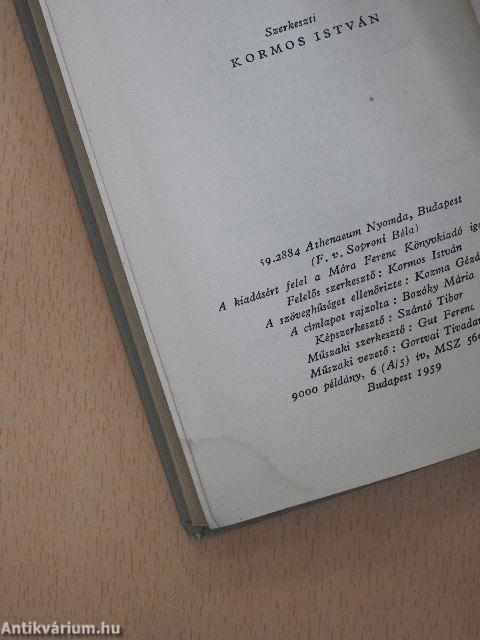 Szerkeszti
KORMOS ISTVÁN
59.2884 Athenaeum Nyomda, Budapest
(F. v. Soproni Béla)
A kiadásért felel a Móra Ferenc Könyvkiadó
Felelős szerkesztő : Kormos István
A szöveghűséget ellenőrizte : Kozma
A címlapot rajzolta : Bozóky Mária
Képszerkesztő : Szántó Tibor
Műszaki szerkesztő : Gut Ferenc
Műszaki vezető : Gortvai Tivadar
9000 példány, 6 (A/5) ív, MSZ
Budapest 1959
Antikvárium.hu